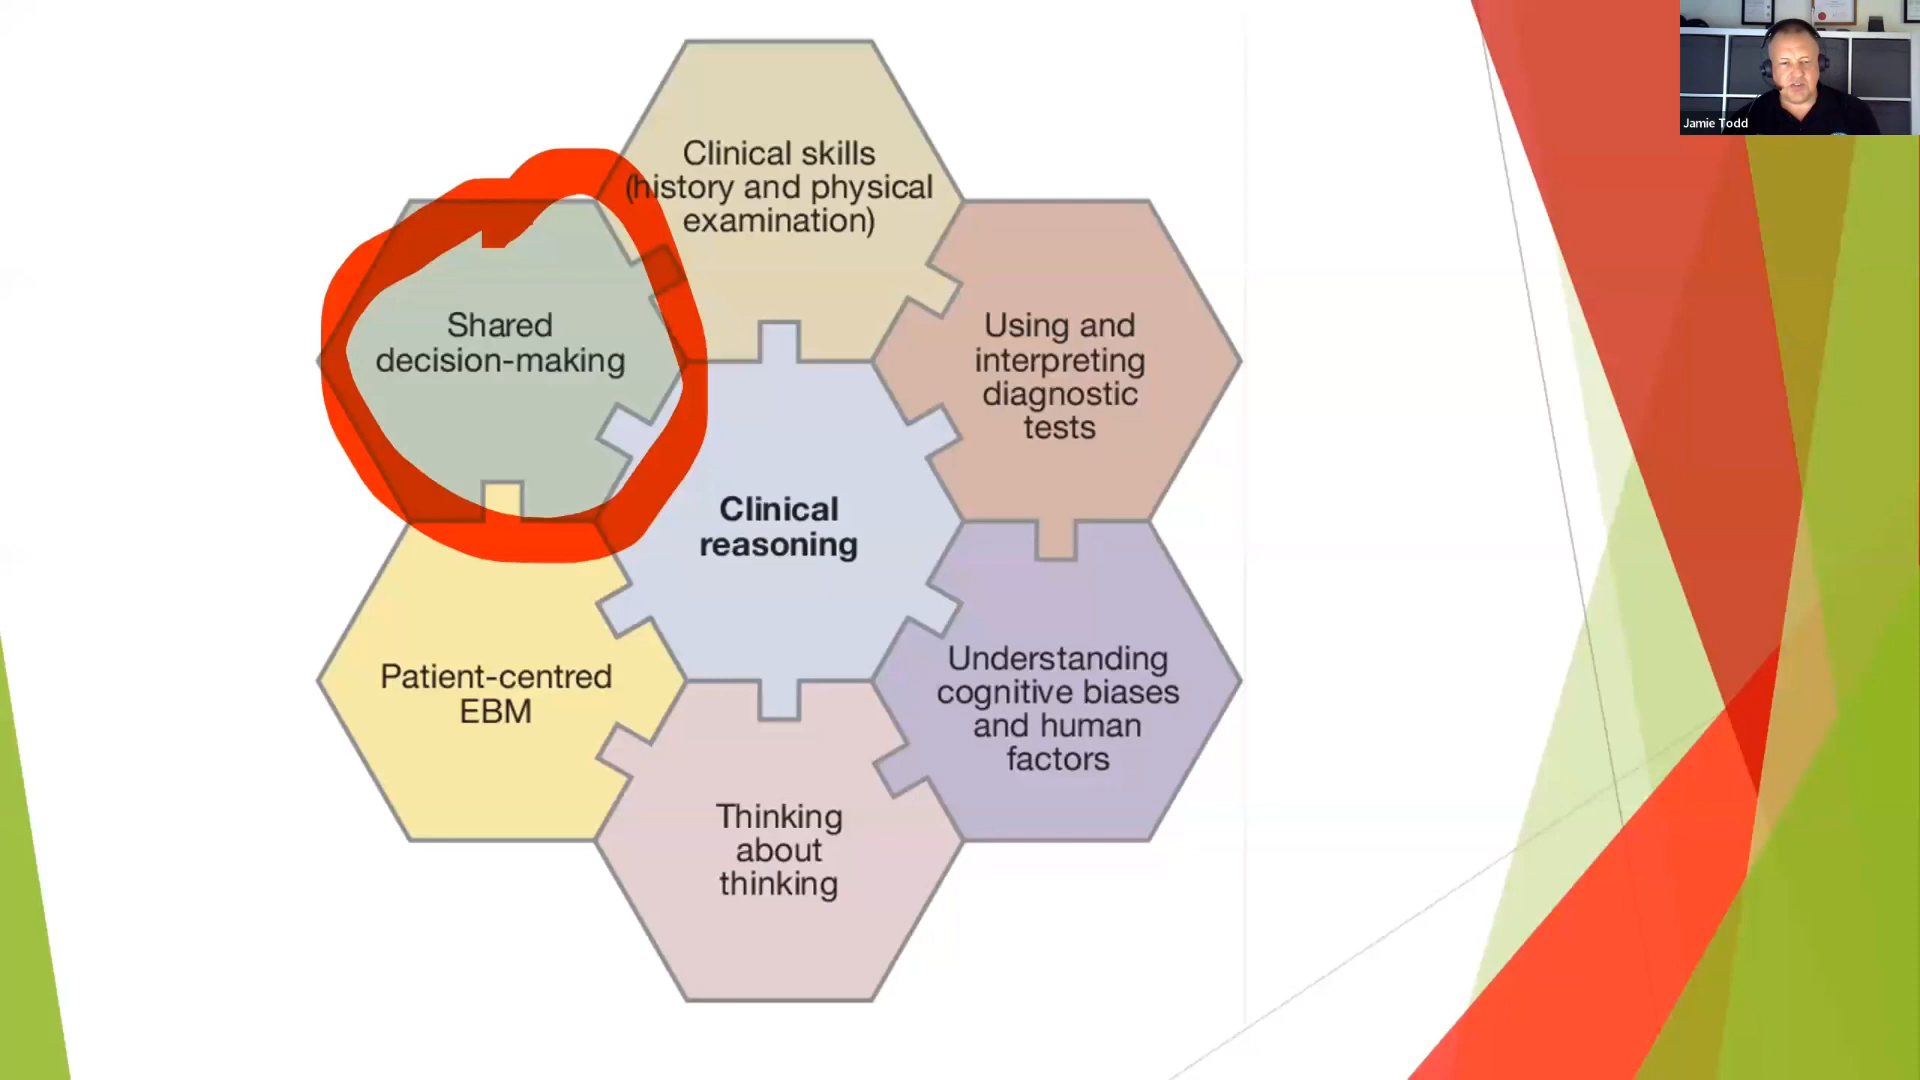 Clinical skills
(history and physical
examination)
Shared
decision-making
Using and
interpreting
diagnostic
tests
Clinical
reasoning
Patient-centred
EBM
Understanding
cognitive biases
and human
factors
Thinking
about
thinking
Jamie Todd